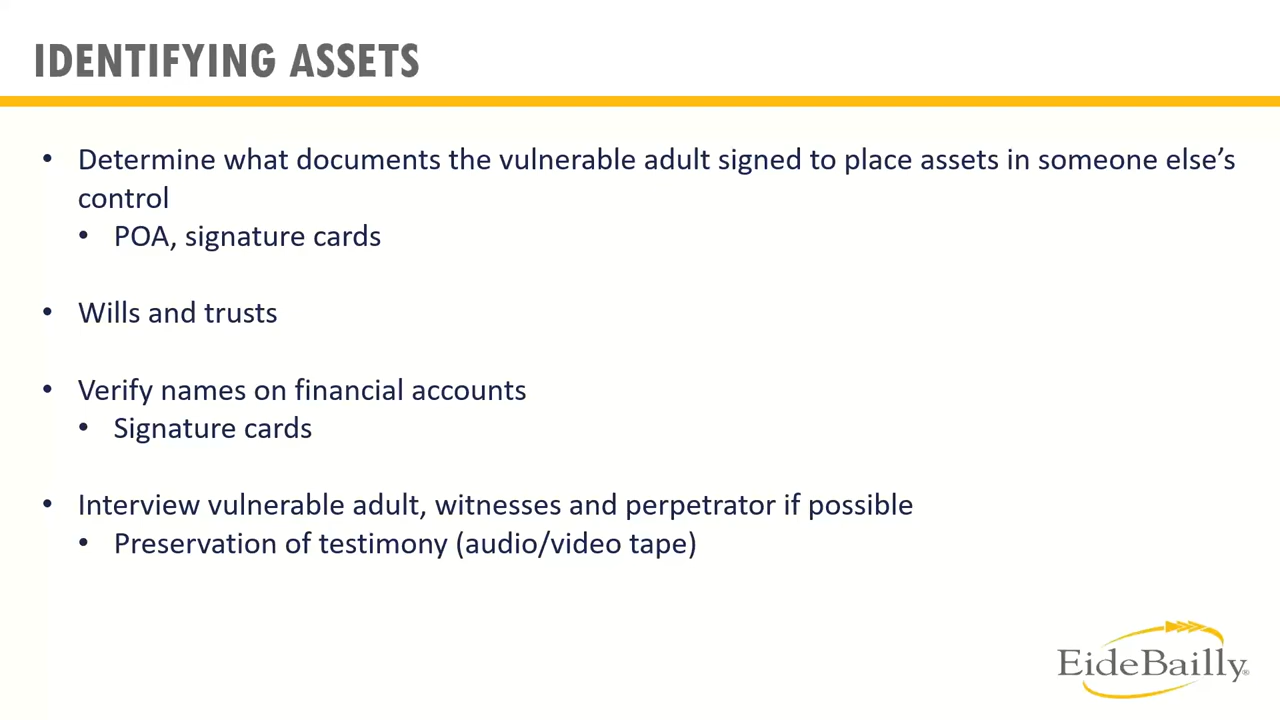 IDENTIFYING ASSETS
• Determine what documents the vulnerable adult signed to place assets in someone else’s
control
• POA, signature cards
• Wills and trusts
• Verify names on financial accounts
• Signature cards
• Interview vulnerable adult, witnesses and perpetrator if possible
• Preservation of testimony (audio/video tape)
EideBailly®